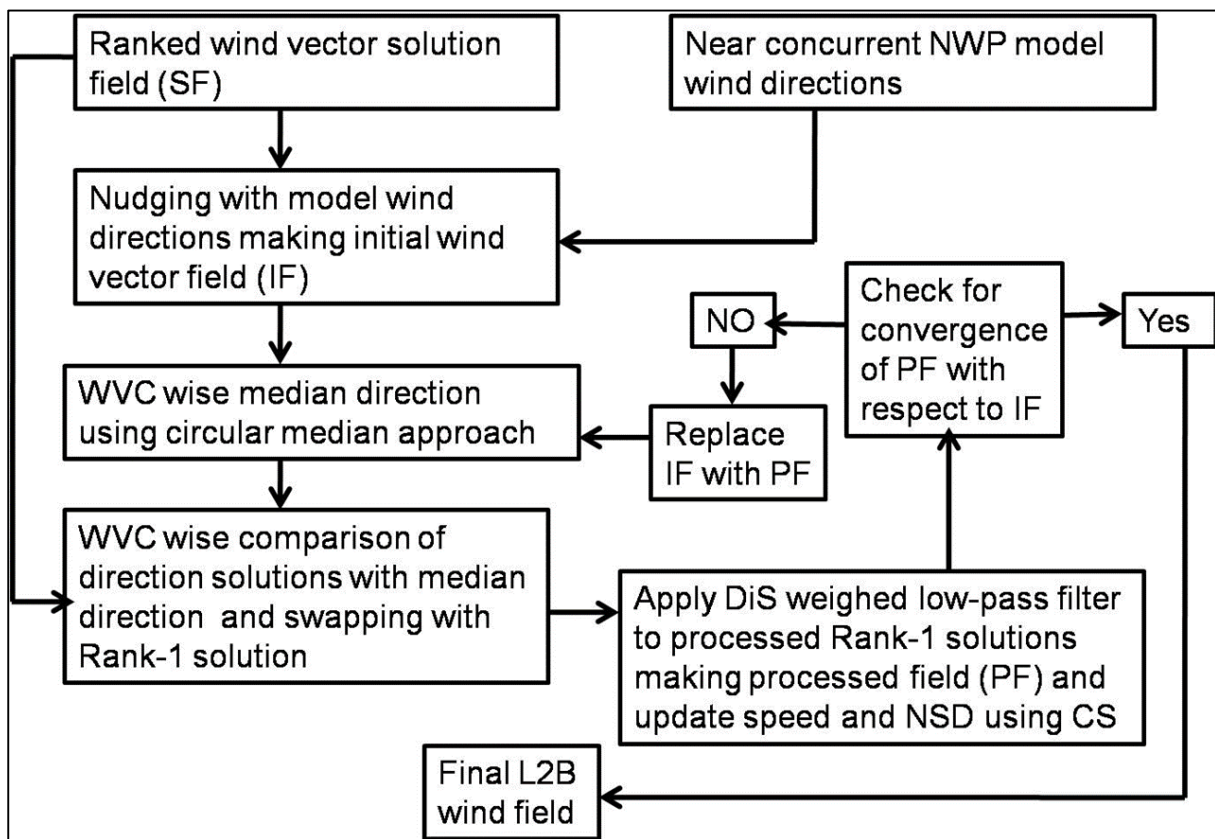 Ranked wind vector solution
field (SF)
Near concurrent NWP model
wind directions
Nudging with model wind
directions making initial wind
vector field (IF)
NO
Check for
convergence
of PF with
respect to IF
Yes
WVC wise median direction
using circular median approach
Replace
IF with PF
WVC wise comparison of
direction solutions with median
direction and swapping with
Rank-1 solution
Apply DiS weighed low-pass filter
to processed Rank-1 solutions
making processed field (PF) and
update speed and NSD using CS
Final L2B
wind field